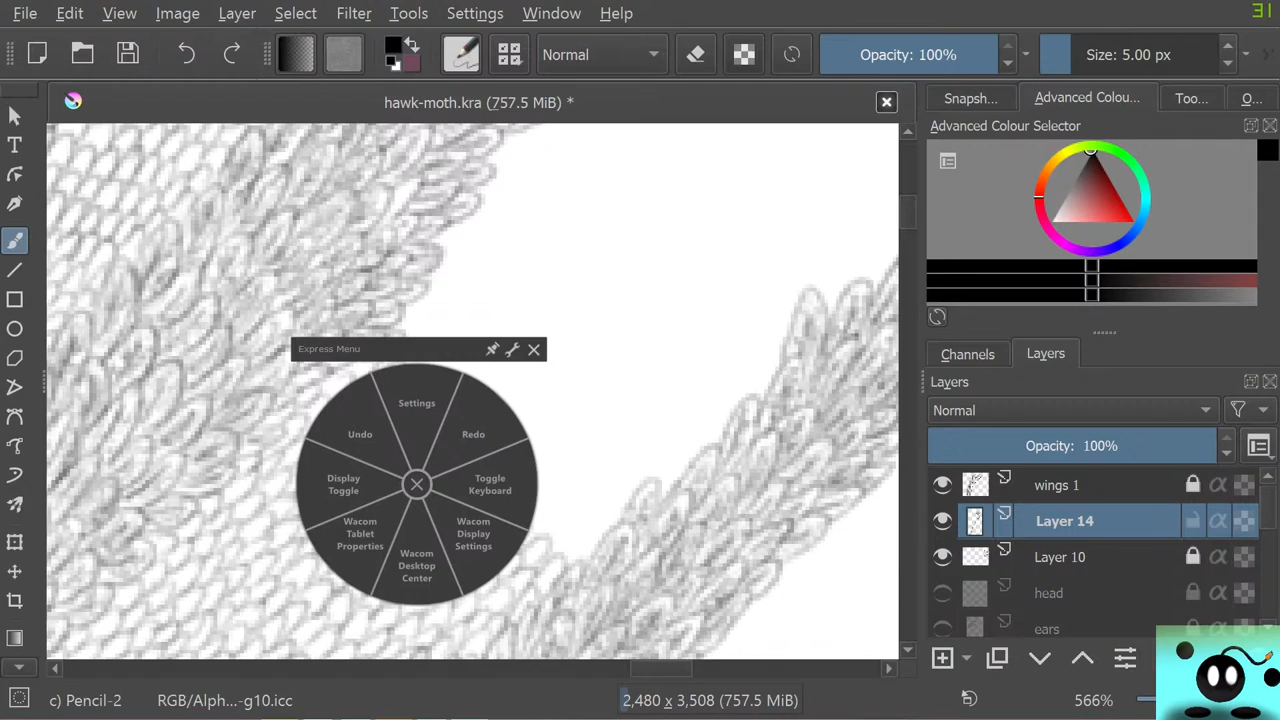 File Edit View Image Layer Select Filter Tools Settings Window Help
31
Normal
Opacity: 100%
Size: 5.00 px
hawk-moth.kra (757.5 MiB) *
Snapsh... Advanced Colou... Too... O...
Advanced Colour Selector
Express Menu
Settings
Undo
Redo
Display
Toggle
Toggle
Keyboard
Wacom
Tablet
Properties
Wacom
Display
Settings
Wacom
Desktop
Center
Channels Layers
Layers
Normal
Opacity: 100%
wings 1
Layer 14
Layer 10
head
ears
c) Pencil-2
RGB/Alph...-g10.icc
2,480 x 3,508 (757.5 MiB)
566%